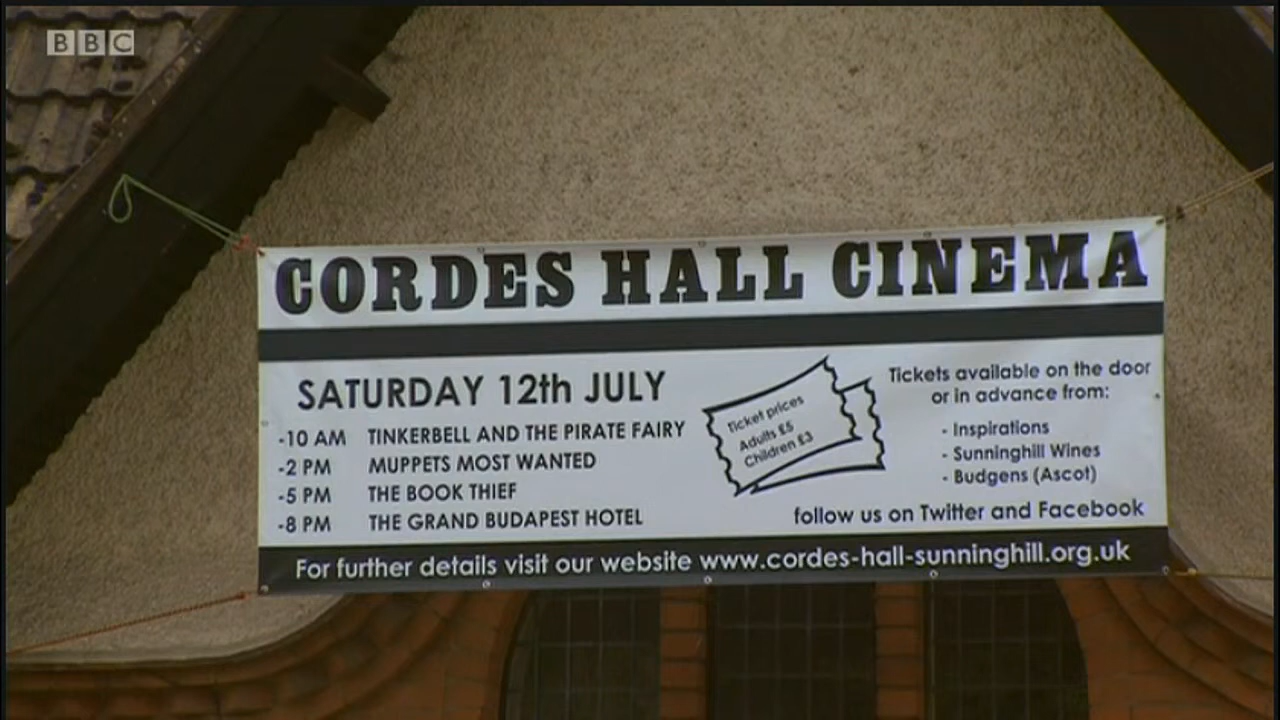 BBC
CORDES HALL CINEMA
SATURDAY 12th JULY
-10 AM TINKERBELL AND THE PIRATE FAIRY
-2 PM MUPPETS MOST WANTED
-5 PM THE BOOK THIEF
-8 PM THE GRAND BUDAPEST HOTEL
Ticket prices
Adults £5
Children £3
Tickets available on the door
or in advance from:
- Inspirations
- Sunninghill Wines
- Budgens (Ascot)
follow us on Twitter and Facebook
For further details visit our website www.cordes-hall-sunninghill.org.uk